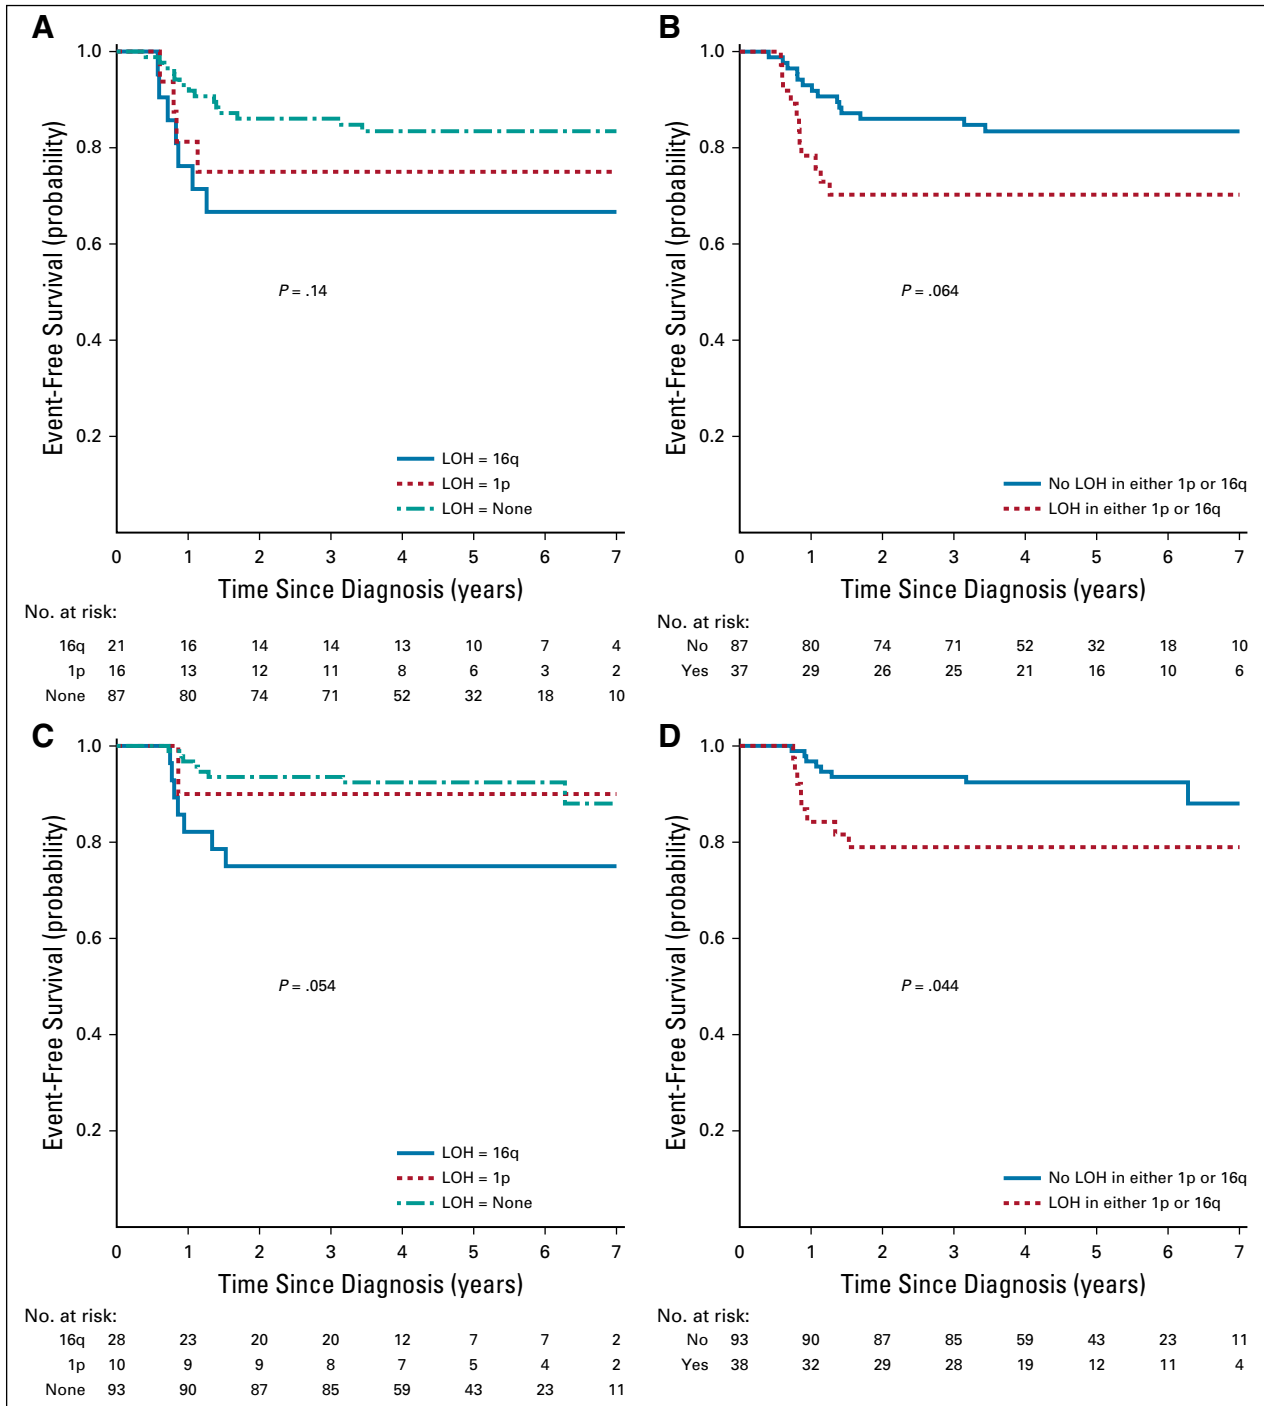 A
Event-Free Survival (probability)
1.0
0.8
0.6
0.4
0.2
P = .14
LOH = 16q
LOH = 1p
LOH = None
0 1 2 3 4 5 6 7
Time Since Diagnosis (years)
No. at risk:
16q 21 16 14 14 13 10 7 4
1p 16 13 12 11 8 6 3 2
None 87 80 74 71 52 32 18 10
B
Event-Free Survival (probability)
1.0
0.8
0.6
0.4
0.2
P = .064
No LOH in either 1p or 16q
LOH in either 1p or 16q
0 1 2 3 4 5 6 7
Time Since Diagnosis (years)
No. at risk:
No 87 80 74 71 52 32 18 10
Yes 37 29 26 25 21 16 10 6
C
Event-Free Survival (probability)
1.0
0.8
0.6
0.4
0.2
P = .054
LOH = 16q
LOH = 1p
LOH = None
0 1 2 3 4 5 6 7
Time Since Diagnosis (years)
No. at risk:
16q 28 23 20 20 12 7 7 2
1p 10 9 9 8 7 5 4 2
None 93 90 87 85 59 43 23 11
D
Event-Free Survival (probability)
1.0
0.8
0.6
0.4
0.2
P = .044
No LOH in either 1p or 16q
LOH in either 1p or 16q
0 1 2 3 4 5 6 7
Time Since Diagnosis (years)
No. at risk:
No 93 90 87 85 59 43 23 11
Yes 38 32 29 28 19 12 11 4